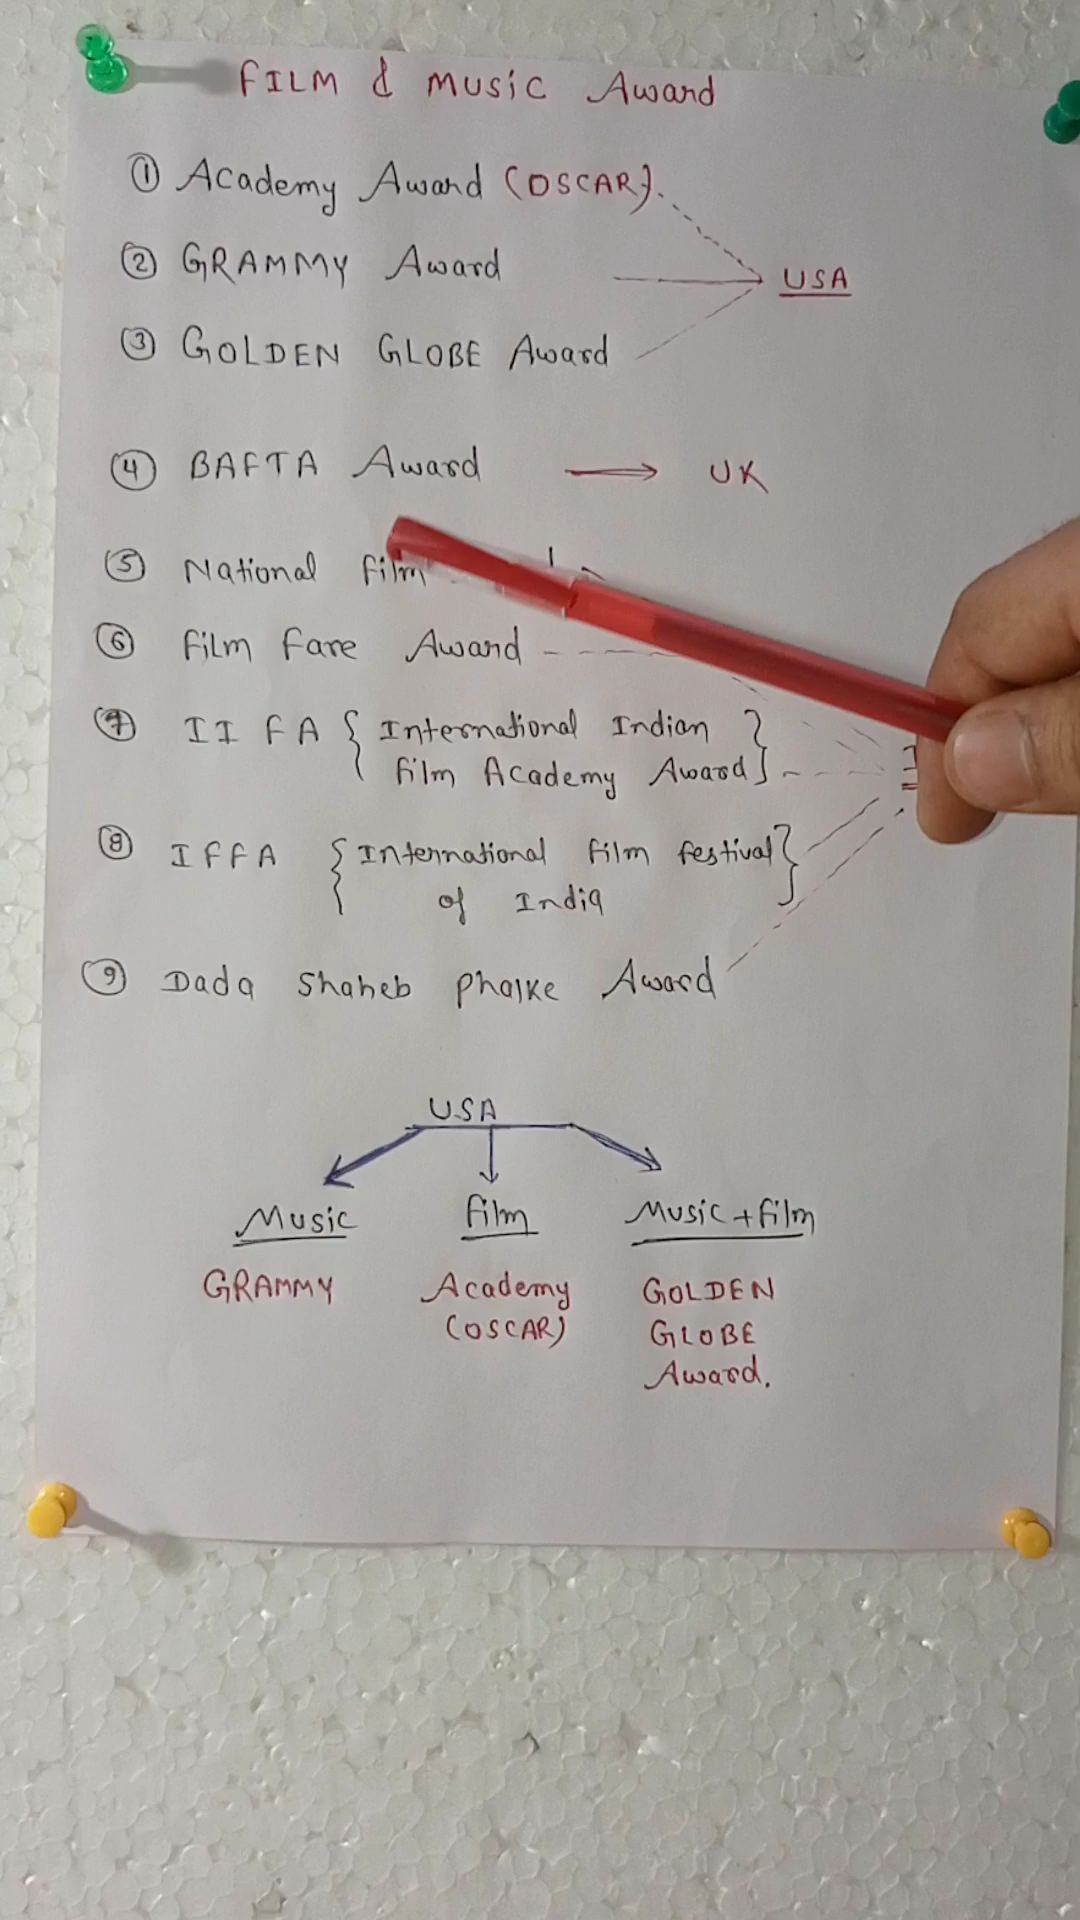 FILM & MUSIC Award
① Academy Award (OSCAR).
② GRAMMY Award
USA
③ GOLDEN GLOBE Award
④ BAFTA Award → UK
⑤ National film
⑥ film fare Award
⑦ IIFA { International Indian
film Academy Award }
⑧ IFFA { International film festival
of India }
⑨ Dada Shaheb phalke Award
USA
Music film Music + film
GRAMMY Academy GOLDEN
(OSCAR) GLOBE
Award.